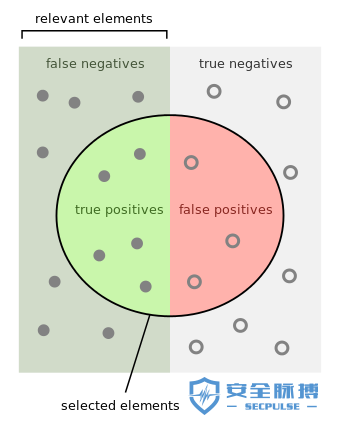 relevant elements
false negatives
true negatives
true positives
false positives
selected elements
安全脉搏
SECPULSE